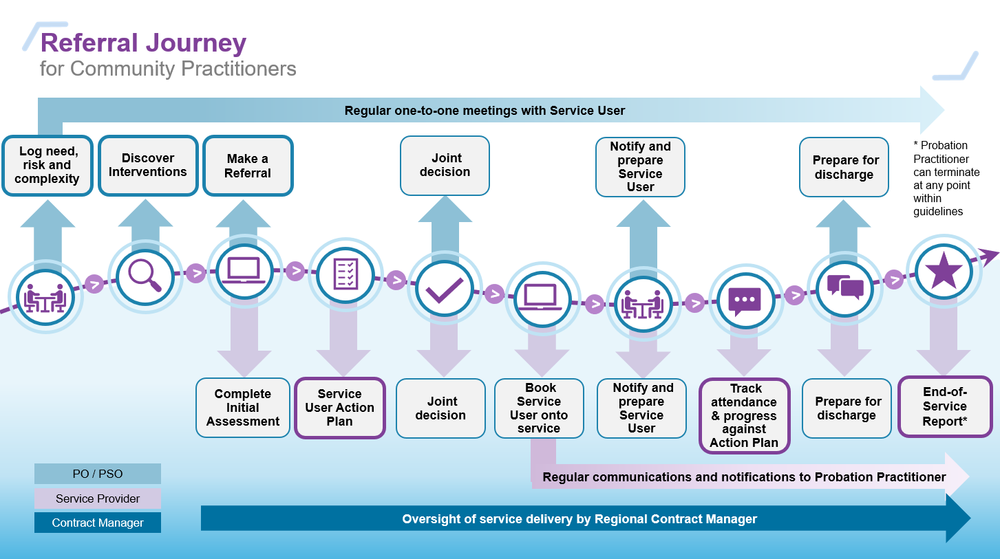 Referral Journey
for Community Practitioners
Regular one-to-one meetings with Service User
Log need,
risk and
complexity
Discover
Interventions
Make a
Referral
Joint
decision
Notify and
prepare
Service
User
Prepare for
discharge
* Probation
Practitioner
can terminate
at any point
within
guidelines
Complete
Initial
Assessment
Service
User Action
Plan
Joint
decision
Book
Service
User onto
service
Notify and
prepare
Service
User
Track
attendance
& progress
against
Action Plan
Prepare for
discharge
End-of-
Service
Report*
PO / PSO
Service Provider
Contract Manager
Regular communications and notifications to Probation Practitioner
Oversight of service delivery by Regional Contract Manager